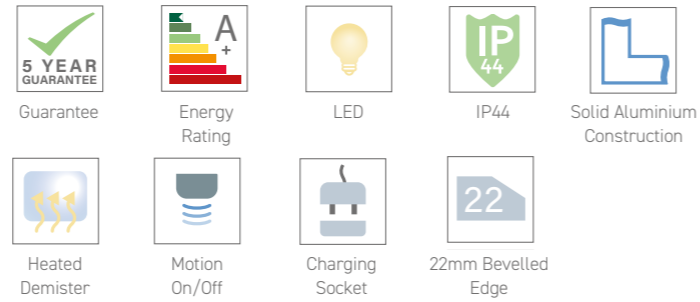 5 YEAR
GUARANTEE
Guarantee
A
+
Energy
Rating
LED
IP
44
IP44
Solid Aluminium
Construction
Heated
Demister
Motion
On/Off
Charging
Socket
22
22mm Bevelled
Edge